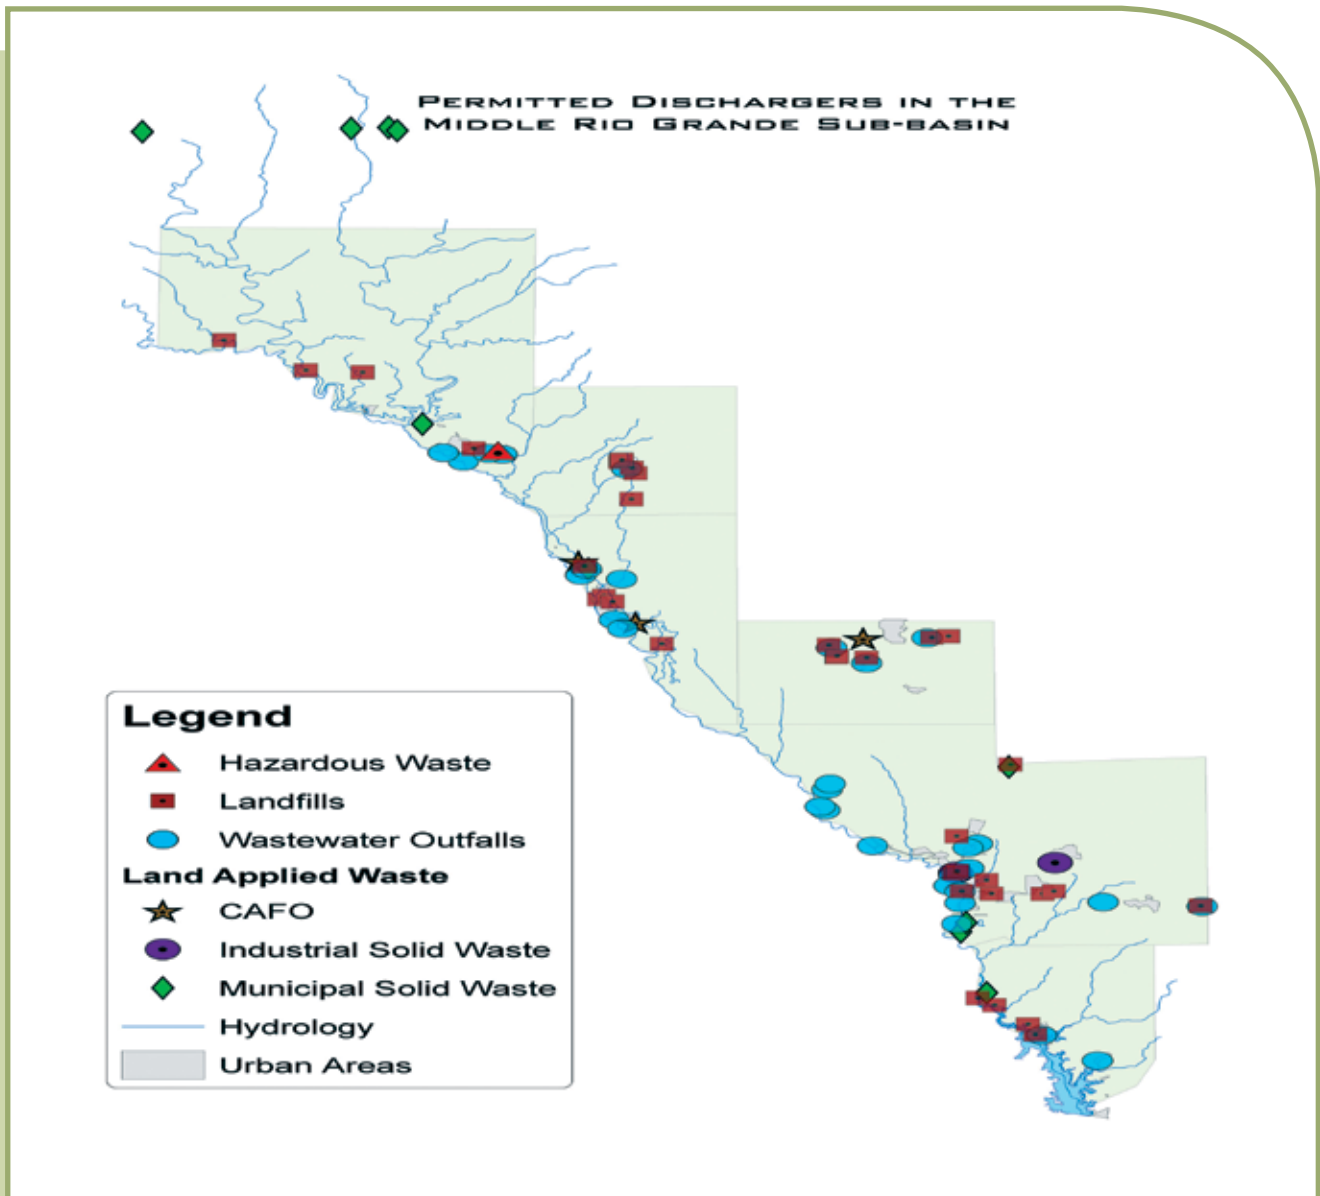 PERMITTED DISCHARGERS IN THE
MIDDLE RIO GRANDE SUB-BASIN
Legend
Hazardous Waste
Landfills
Wastewater Outfalls
Land Applied Waste
CAFO
Industrial Solid Waste
Municipal Solid Waste
Hydrology
Urban Areas